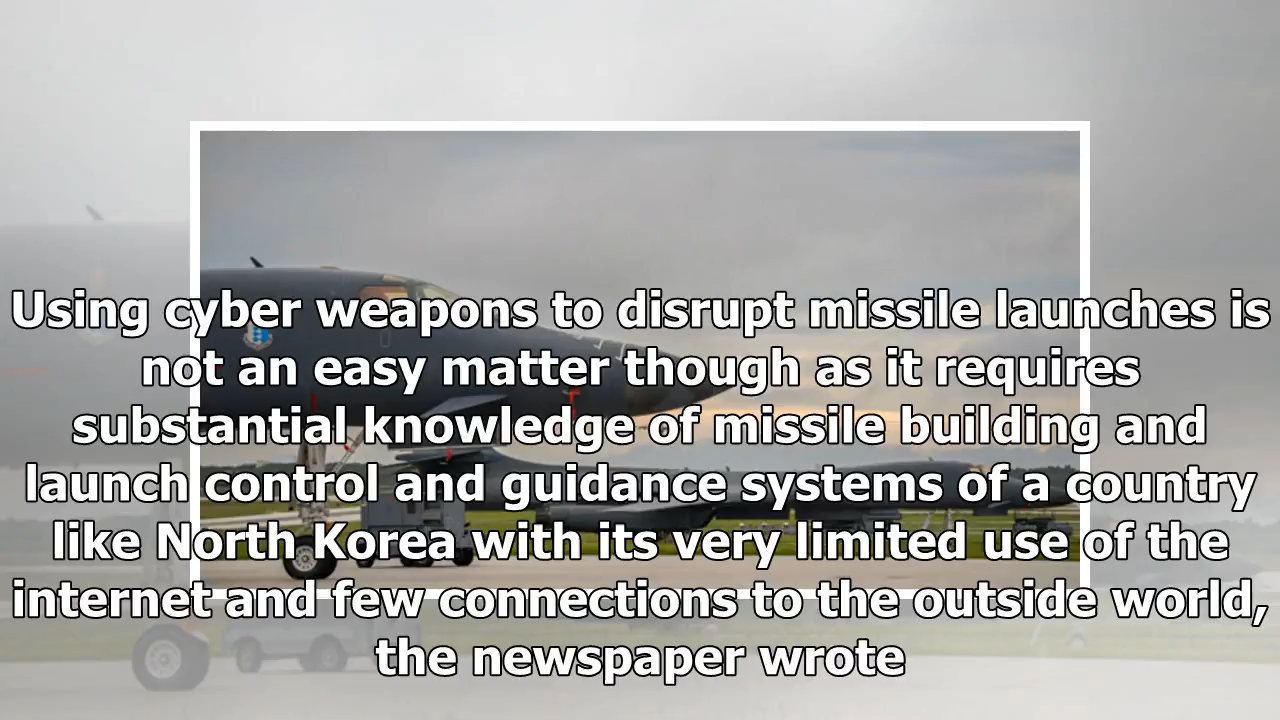 Using cyber weapons to disrupt missile launches is
not an easy matter though as it requires
substantial knowledge of missile building and
launch control and guidance systems of a country
like North Korea with its very limited use of the
internet and few connections to the outside world,
the newspaper wrote